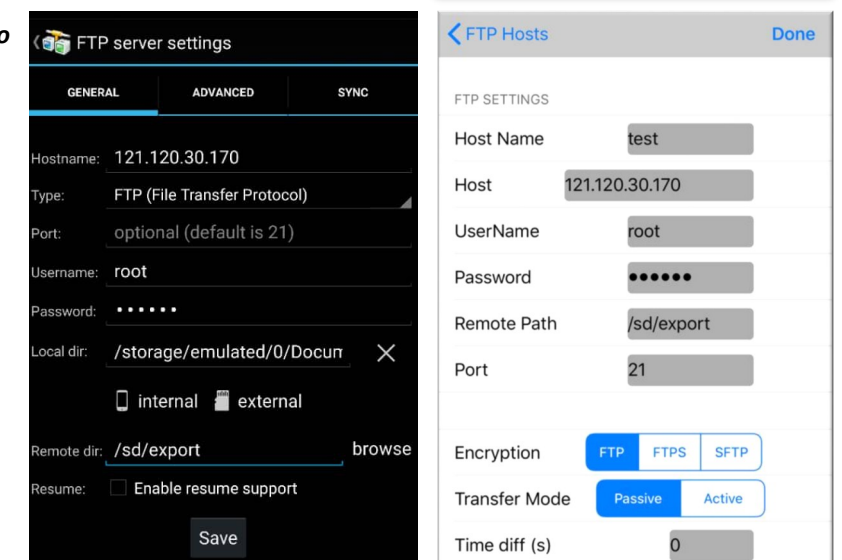 o
FTP server settings
GENERAL ADVANCED SYNC
Hostname: 121.120.30.170
Type: FTP (File Transfer Protocol)
Port: optional (default is 21)
Username: root
Password: ••••••
Local dir: /storage/emulated/0/Docum
internal external
Remote dir: /sd/export browse
Resume: Enable resume support
Save
FTP Hosts Done
FTP SETTINGS
Host Name test
Host 121.120.30.170
UserName root
Password ●●●●●●
Remote Path /sd/export
Port 21
Encryption FTP FTPS SFTP
Transfer Mode Passive Active
Time diff (s) 0